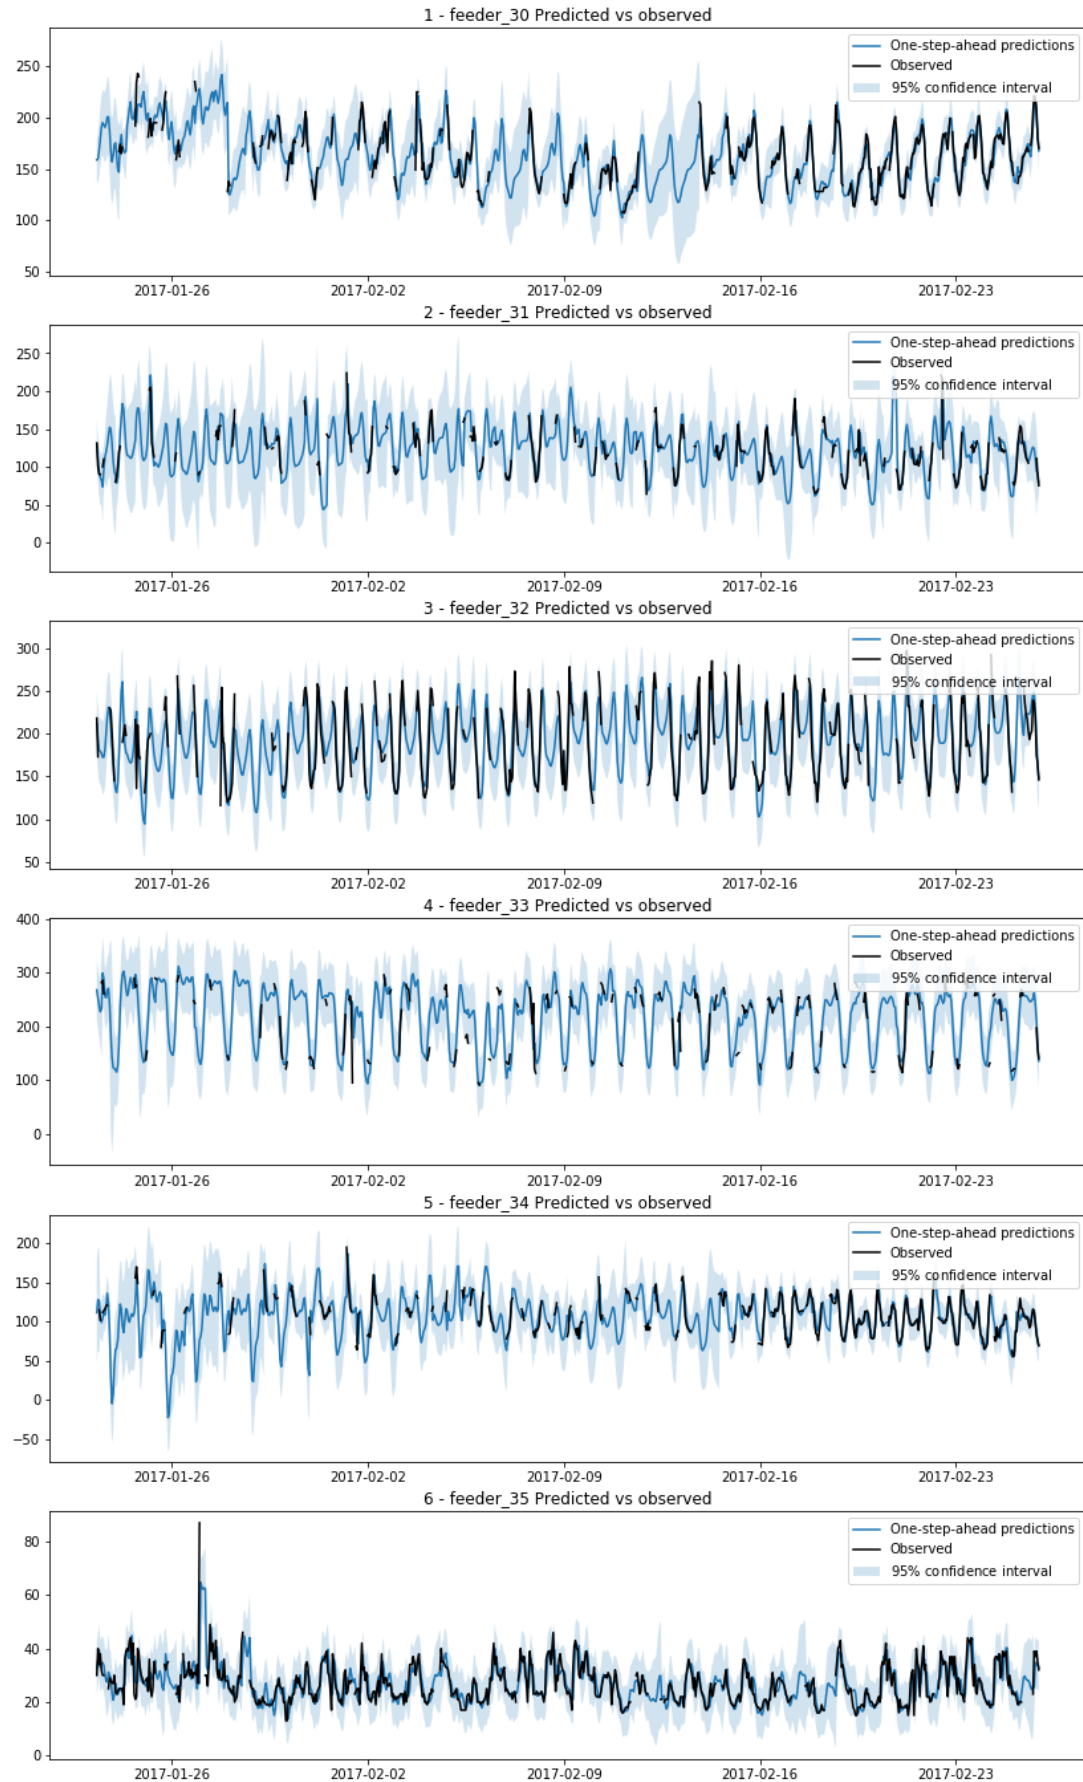 1 - feeder_30 Predicted vs observed
One-step-ahead predictions
Observed
95% confidence interval
250
200
150
100
50
2017-01-26
2017-02-02
2017-02-09
2017-02-16
2017-02-23
2 - feeder_31 Predicted vs observed
One-step-ahead predictions
Observed
95% confidence interval
250
200
150
100
50
0
2017-01-26
2017-02-02
2017-02-09
2017-02-16
2017-02-23
3 - feeder_32 Predicted vs observed
One-step-ahead predictions
Observed
95% confidence interval
300
250
200
150
100
50
2017-01-26
2017-02-02
2017-02-09
2017-02-16
2017-02-23
4 - feeder_33 Predicted vs observed
One-step-ahead predictions
Observed
95% confidence interval
400
300
200
100
0
2017-01-26
2017-02-02
2017-02-09
2017-02-16
2017-02-23
5 - feeder_34 Predicted vs observed
One-step-ahead predictions
Observed
95% confidence interval
200
150
100
50
0
−50
2017-01-26
2017-02-02
2017-02-09
2017-02-16
2017-02-23
6 - feeder_35 Predicted vs observed
One-step-ahead predictions
Observed
95% confidence interval
80
60
40
20
0
2017-01-26
2017-02-02
2017-02-09
2017-02-16
2017-02-23